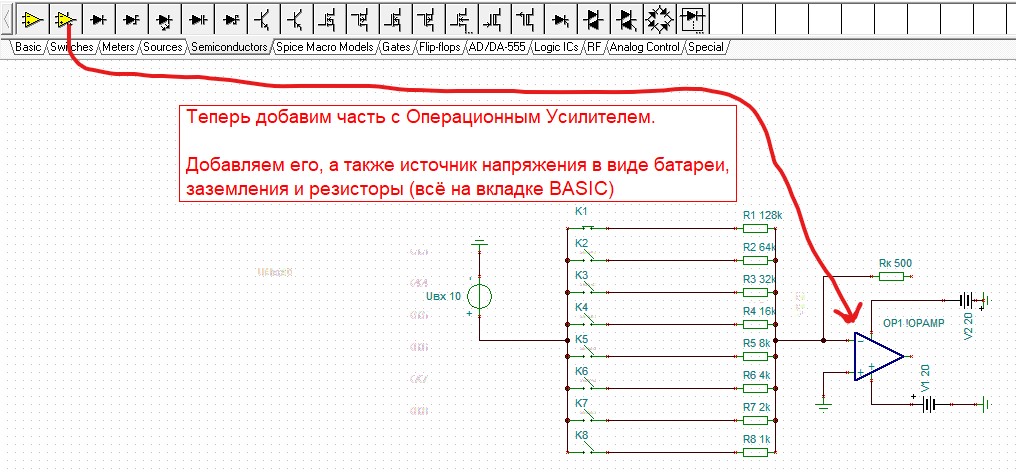 Basic Switches Meters Sources Semiconductors Spice Macro Models Gates Flip-flops AD/DA-555 Logic ICs RF Analog Control Special
Теперь добавим часть с Операционным Усилителем.
Добавляем его, а также источник напряжения в виде батареи,
заземления и резисторы (всё на вкладке BASIC)
K1
R1 128k
K2
R2 64k
K3
R3 32k
Rк 500
Uвх 10
K4
R4 16k
OP1 !OPAMP
V2 20
K5
R5 8k
K6
R6 4k
V1 20
K7
R7 2k
K8
R8 1k